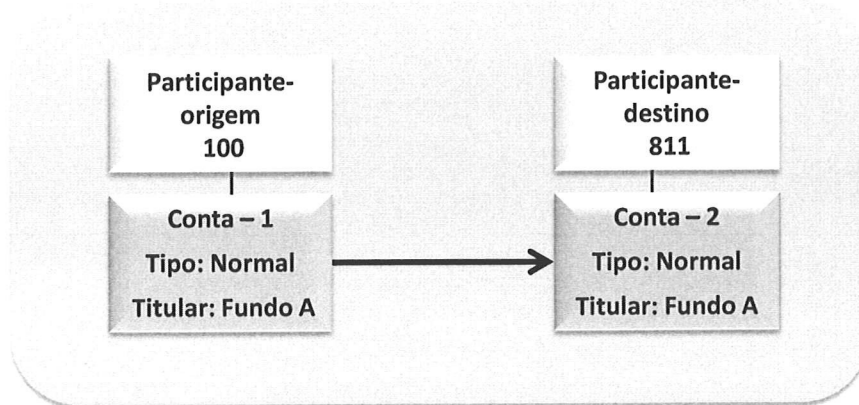 Participante-
origem
100
Conta – 1
Tipo: Normal
Titular: Fundo A
Participante-
destino
811
Conta – 2
Tipo: Normal
Titular: Fundo A